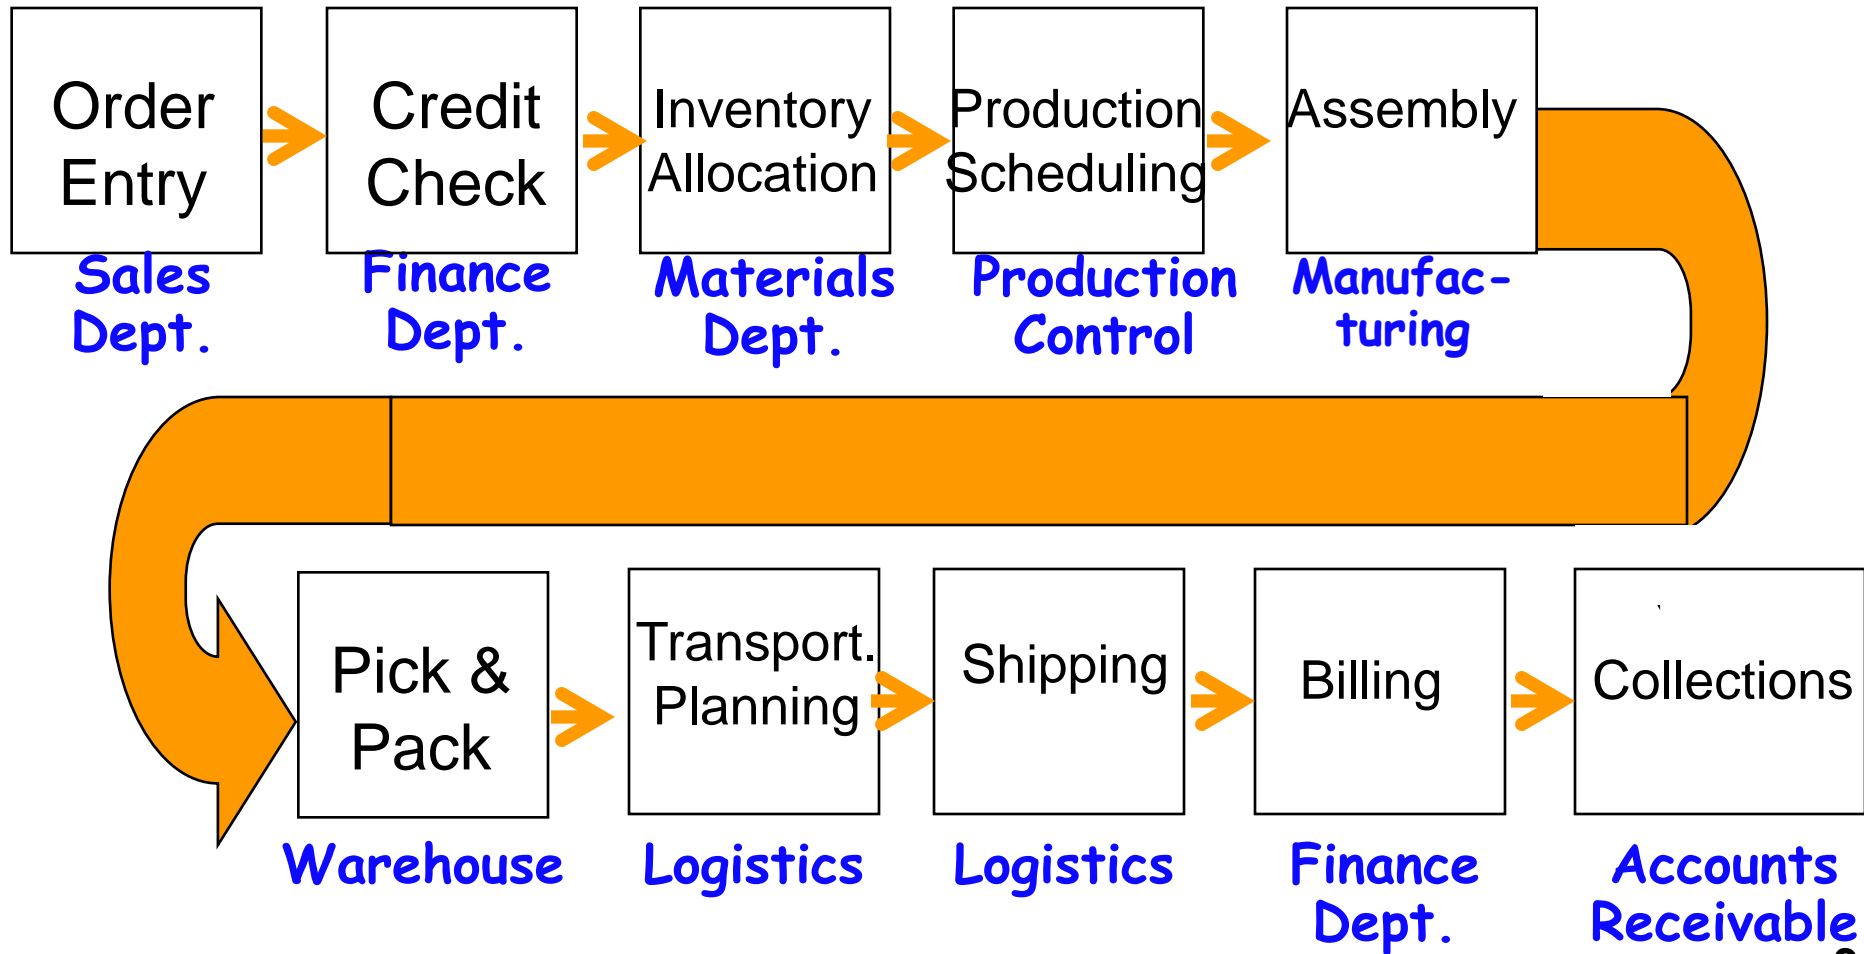 Order
Entry
Credit
Check
Inventory
Allocation
Production
Scheduling
Assembly
Sales
Dept.
Finance
Dept.
Materials
Dept.
Production
Control
Manufac-
turing
Pick &
Pack
Transport.
Planning
Shipping
Billing
Collections
Warehouse
Logistics
Logistics
Finance
Dept.
Accounts
Receivable